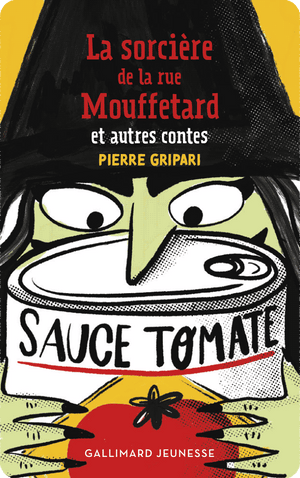 La sorcière
de la rue
Mouffetard
et autres contes
PIERRE GRIPARI
SAUCE TOMATE
GALLIMARD JEUNESSE